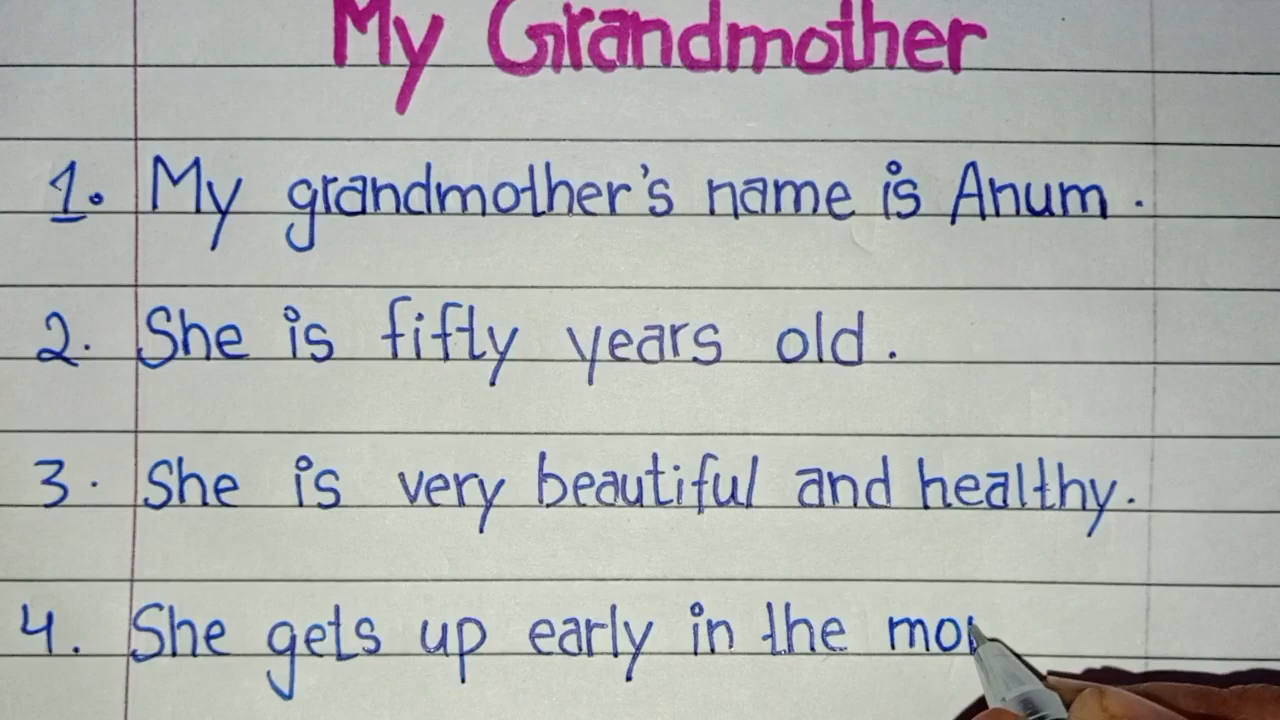 My Grandmother
1. My grandmother's name is Anum.
2. She is fifty years old.
3. She is very beautiful and healthy.
4. She gets up early in the mor